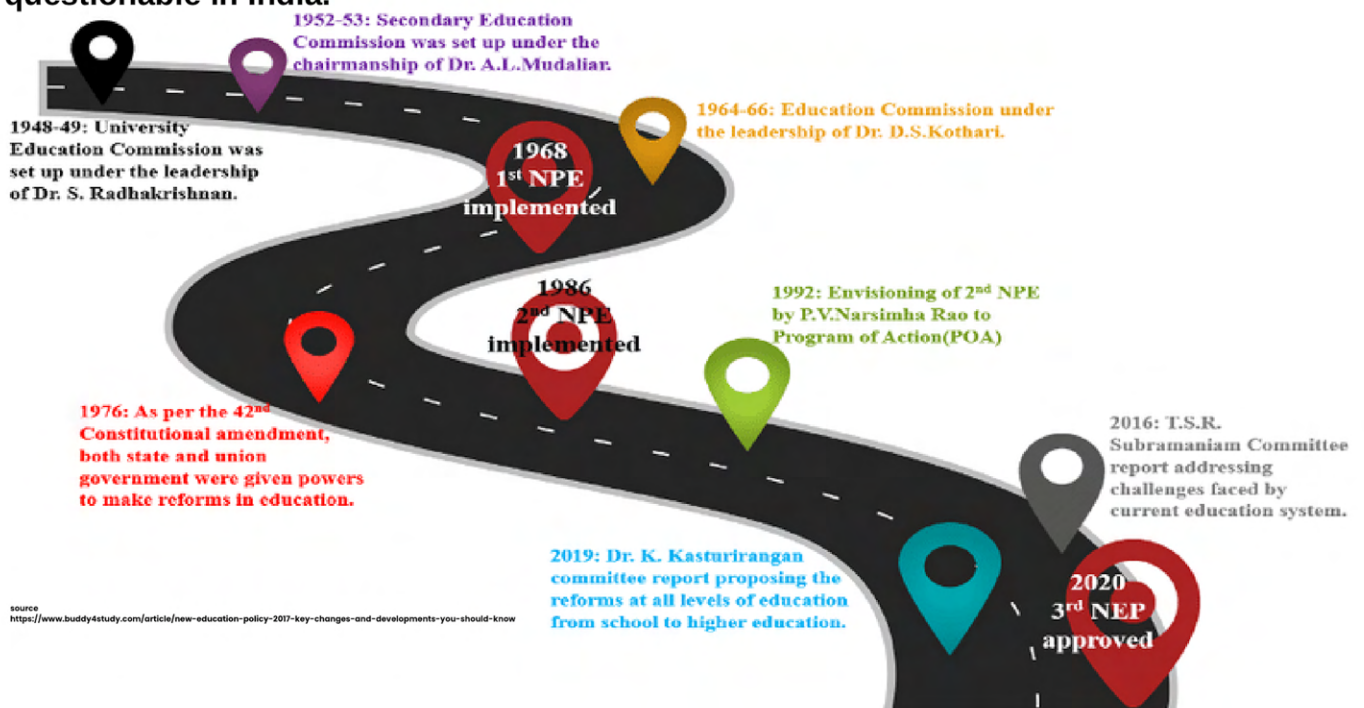 questionable in India.
1952-53: Secondary Education
Commission was set up under the
chairmanship of Dr. A.L.Mudaliar.
1948-49: University
Education Commission was
set up under the leadership
of Dr. S. Radhakrishnan.
1964-66: Education Commission under
the leadership of Dr. D.S.Kothari.
1968
1st NPE
implemented
1986
2nd NPE
implemented
1976: As per the 42nd
Constitutional amendment,
both state and union
government were given powers
to make reforms in education.
1992: Envisioning of 2nd NPE
by P.V.Narsimha Rao to
Program of Action(POA)
2016: T.S.R.
Subramaniam Committee
report addressing
challenges faced by
current education system.
2019: Dr. K. Kasturirangan
committee report proposing the
reforms at all levels of education
from school to higher education.
2020
3rd NEP
approved
source
https://www.buddy4study.com/article/new-education-policy-2017-key-changes-and-developments-you-should-know